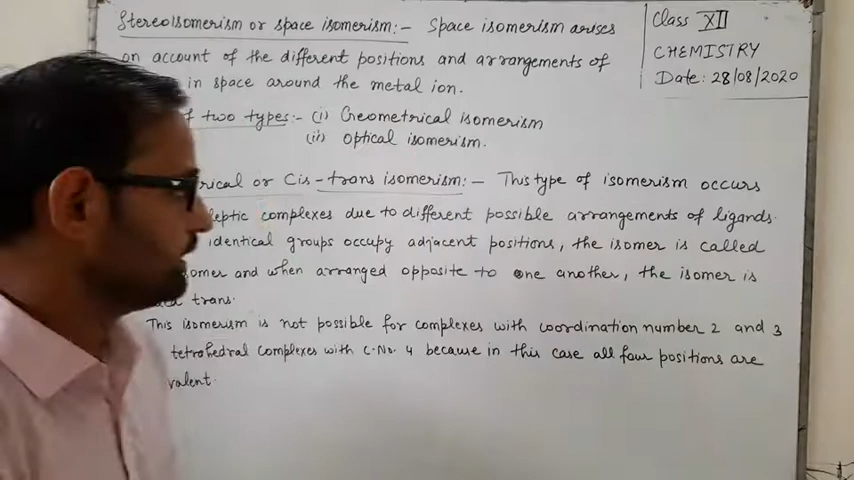 Stereoisomerism or space isomerism:- Space isomerism arises
on account of the different positions and arrangements of
in space around the metal ion.
f two types:- (i) Geometrical isomerism
(ii) Optical isomerism.
rical or Cis-trans isomerism:- This type of isomerism occurs
leptic complexes due to different possible arrangements of ligands.
identical groups occupy adjacent positions, the isomer is called
omer and when arranged opposite to one another, the isomer is
trans.
This isomerism is not possible for complexes with coordination number 2 and 3
tetrahedral complexes with C.No. 4 because in this case all four positions are
valent.
Class XII
CHEMISTRY
Date: 28/08/2020